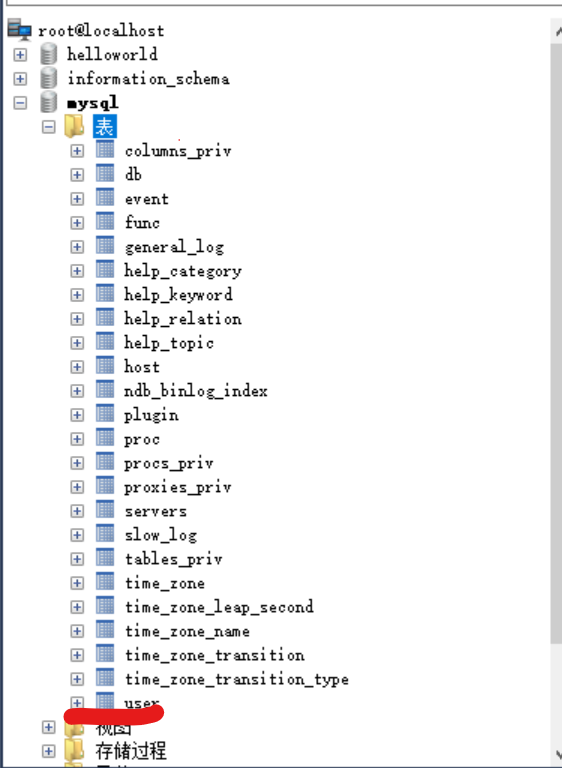 root@localhost
helloworld
information_schema
mysql
表
columns_priv
db
event
func
general_log
help_category
help_keyword
help_relation
help_topic
host
ndb_binlog_index
plugin
proc
procs_priv
proxies_priv
servers
slow_log
tables_priv
time_zone
time_zone_leap_second
time_zone_name
time_zone_transition
time_zone_transition_type
user
视图
存储过程